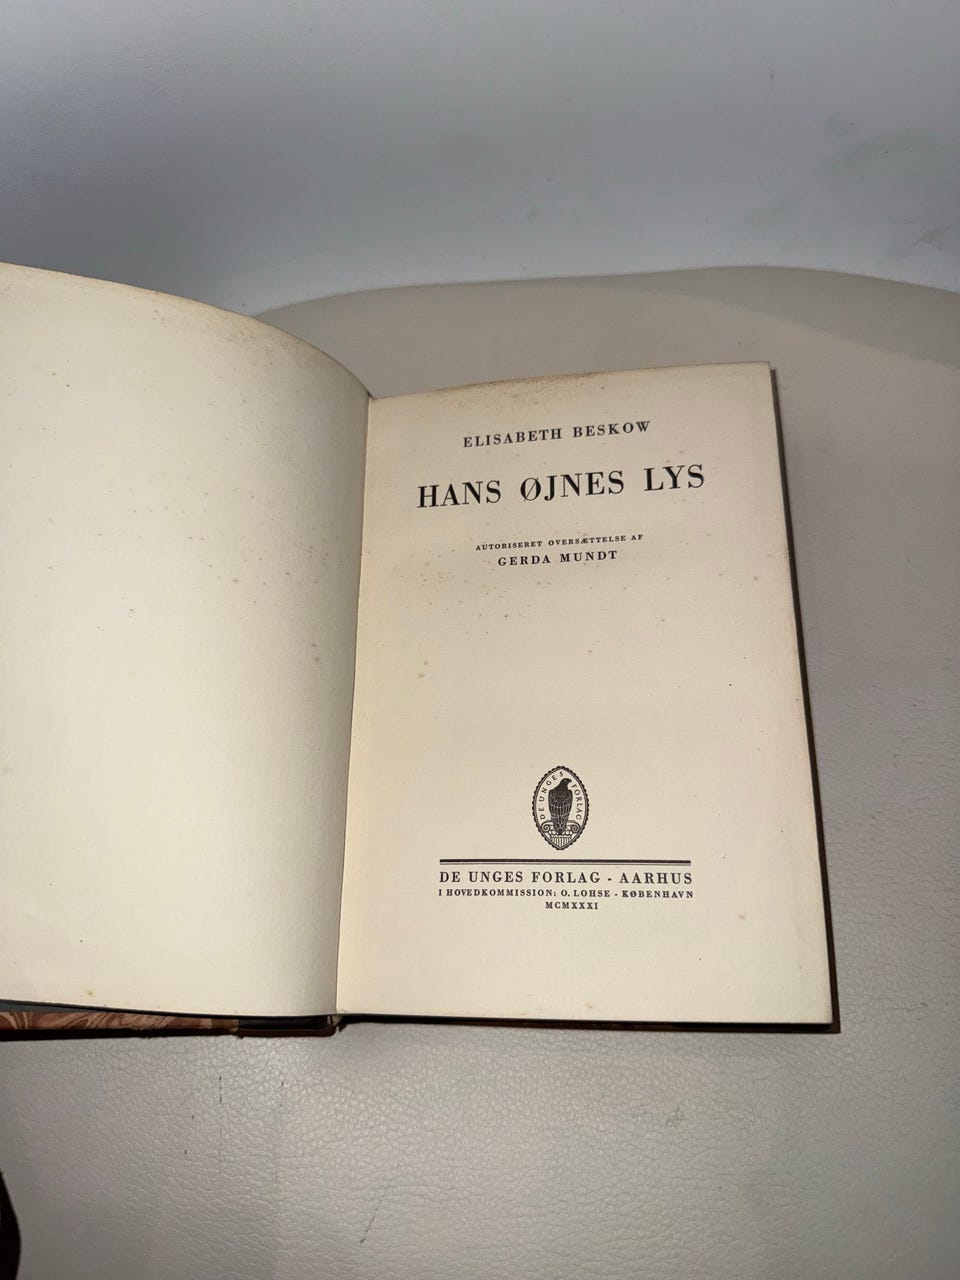 ELISABETH BESKOW
HANS ØJNES LYS
AUTORISERET OVERSÆTTELSE AF
GERDA MUNDT
DE UNGES FORLAG
DE UNGES FORLAG - AARHUS
I HOVEDKOMMISSION: O. LOHSE - KØBENHAVN
MCMXXXI